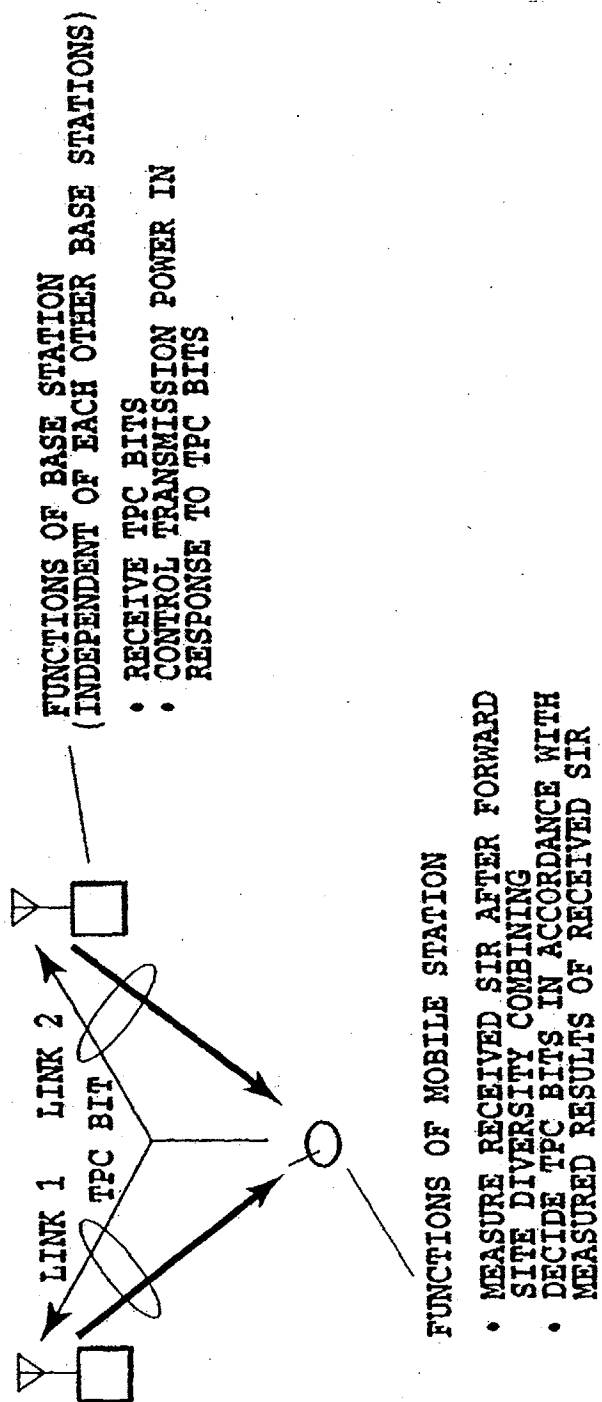 LINK 1
LINK 2
TPC BIT
FUNCTIONS OF BASE STATION
(INDEPENDENT OF EACH OTHER BASE STATIONS)
• RECEIVE TPC BITS
• CONTROL TRANSMISSION POWER IN
RESPONSE TO TPC BITS
FUNCTIONS OF MOBILE STATION
• MEASURE RECEIVED SIR AFTER FORWARD
SITE DIVERSITY COMBINING
• DECIDE TPC BITS IN ACCORDANCE WITH
MEASURED RESULTS OF RECEIVED SIR